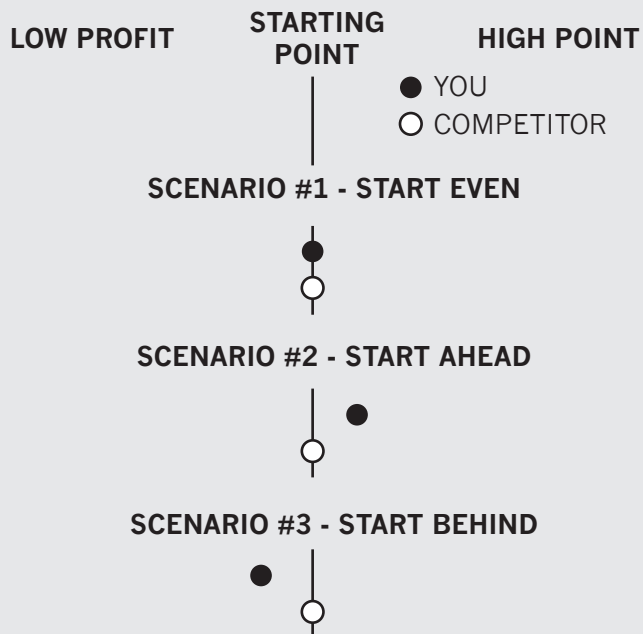 LOW PROFIT
STARTING
POINT
HIGH POINT
YOU
COMPETITOR
SCENARIO #1 - START EVEN
SCENARIO #2 - START AHEAD
SCENARIO #3 - START BEHIND